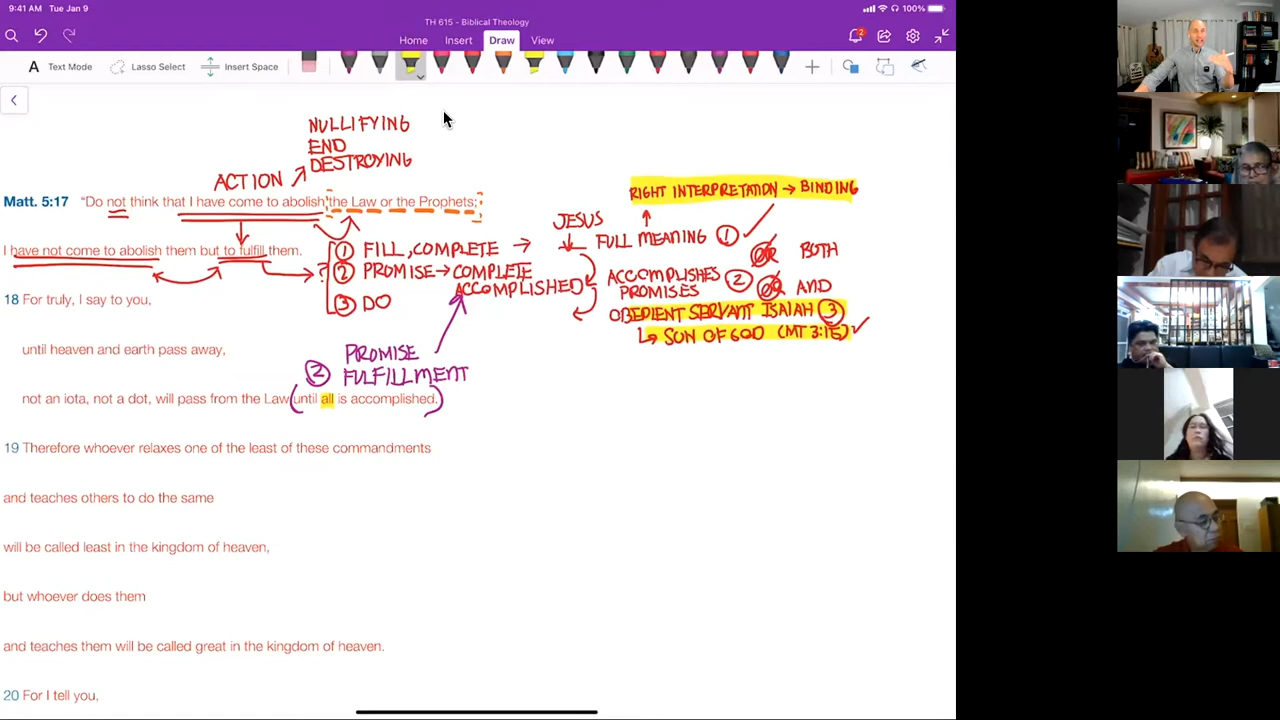 9:41 AM Tue Jan 9
100%
TH 615 - Biblical Theology
Home Insert Draw View
2
Text Mode Lasso Select Insert Space
NULLIFYING
END
DESTROYING
ACTION
RIGHT INTERPRETATION → BINDING
Matt. 5:17 “Do not think that I have come to abolish the Law or the Prophets;
JESUS
FULL MEANING 1
I have not come to abolish them but to fulfill them.
? 1 FILL, COMPLETE →
OR BOTH
2 PROMISE → COMPLETE
ACCOMPLISHED
ACCOMPLISHES 2
PROMISES
OR AND
18 For truly, I say to you,
3 DO
OBEDIENT SERVANT ISAIAH 3
↳ SON OF GOD (MT 3:15) ✓
until heaven and earth pass away,
2 PROMISE
FULFILLMENT
not an iota, not a dot, will pass from the Law (until all is accomplished.)
19 Therefore whoever relaxes one of the least of these commandments
and teaches others to do the same
will be called least in the kingdom of heaven,
but whoever does them
and teaches them will be called great in the kingdom of heaven.
20 For I tell you,